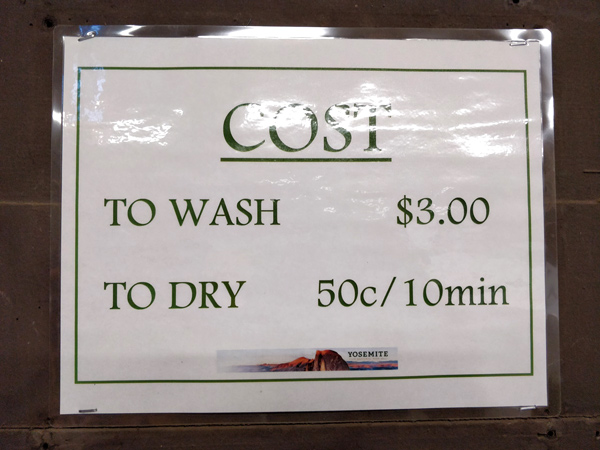 COST
TO WASH $3.00
TO DRY 50c/10min
YOSEMITE